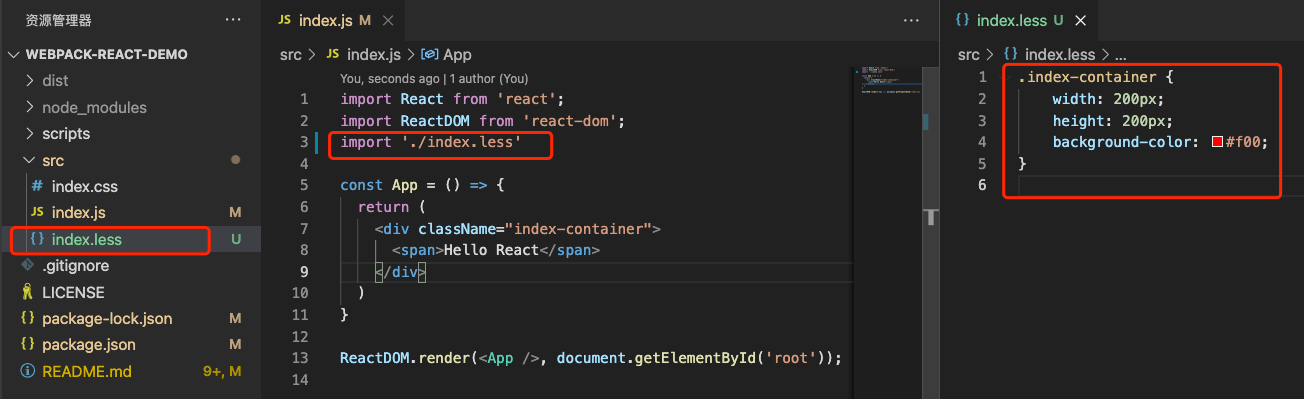 资源管理器
WEBPACK-REACT-DEMO
dist
node_modules
scripts
src
index.css
index.js M
index.less U
.gitignore
LICENSE
package-lock.json M
package.json M
README.md 9+, M
JS index.js M
src > JS index.js > App
You, seconds ago | 1 author (You)
1 import React from 'react';
2 import ReactDOM from 'react-dom';
3 import './index.less'
4
5 const App = () => {
6 return (
7 <div className="index-container">
8 <span>Hello React</span>
9 </div>
10 )
11 }
12
13 ReactDOM.render(<App />, document.getElementById('root'));
14
{} index.less U
src > {} index.less > ...
1 .index-container {
2 width: 200px;
3 height: 200px;
4 background-color: #f00;
5 }
6